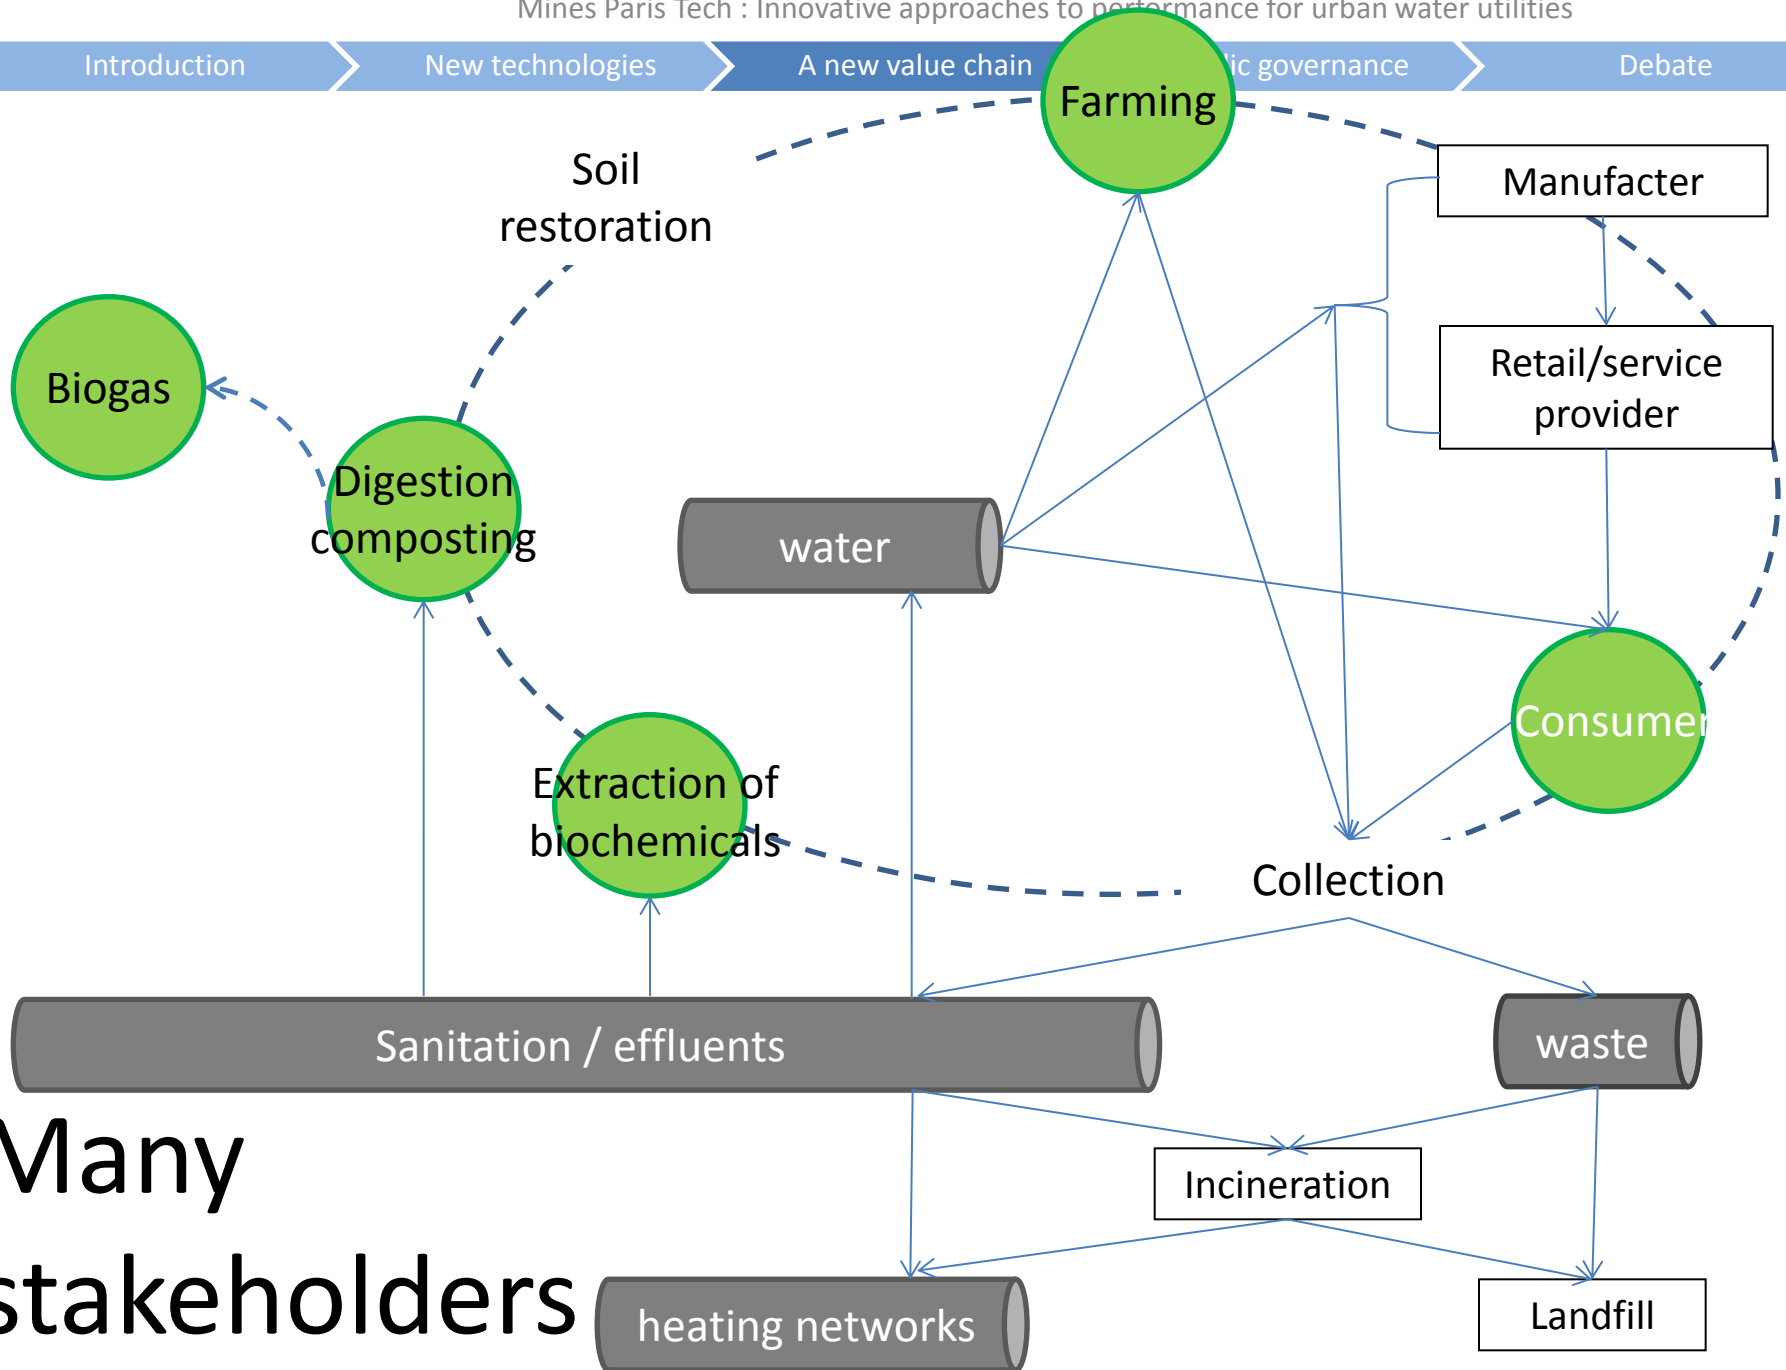 Mines Paris Tech : Innovative approaches to performance for urban water utilities
Introduction
New technologies
A new value chain
governance
Debate
Farming
Soil
restoration
Manufacter
Biogas
Retail/service
provider
Digestion
composting
water
Consumer
Extraction of
biochemicals
Collection
Sanitation / effluents
waste
Many
stakeholders
Incineration
heating networks
Landfill